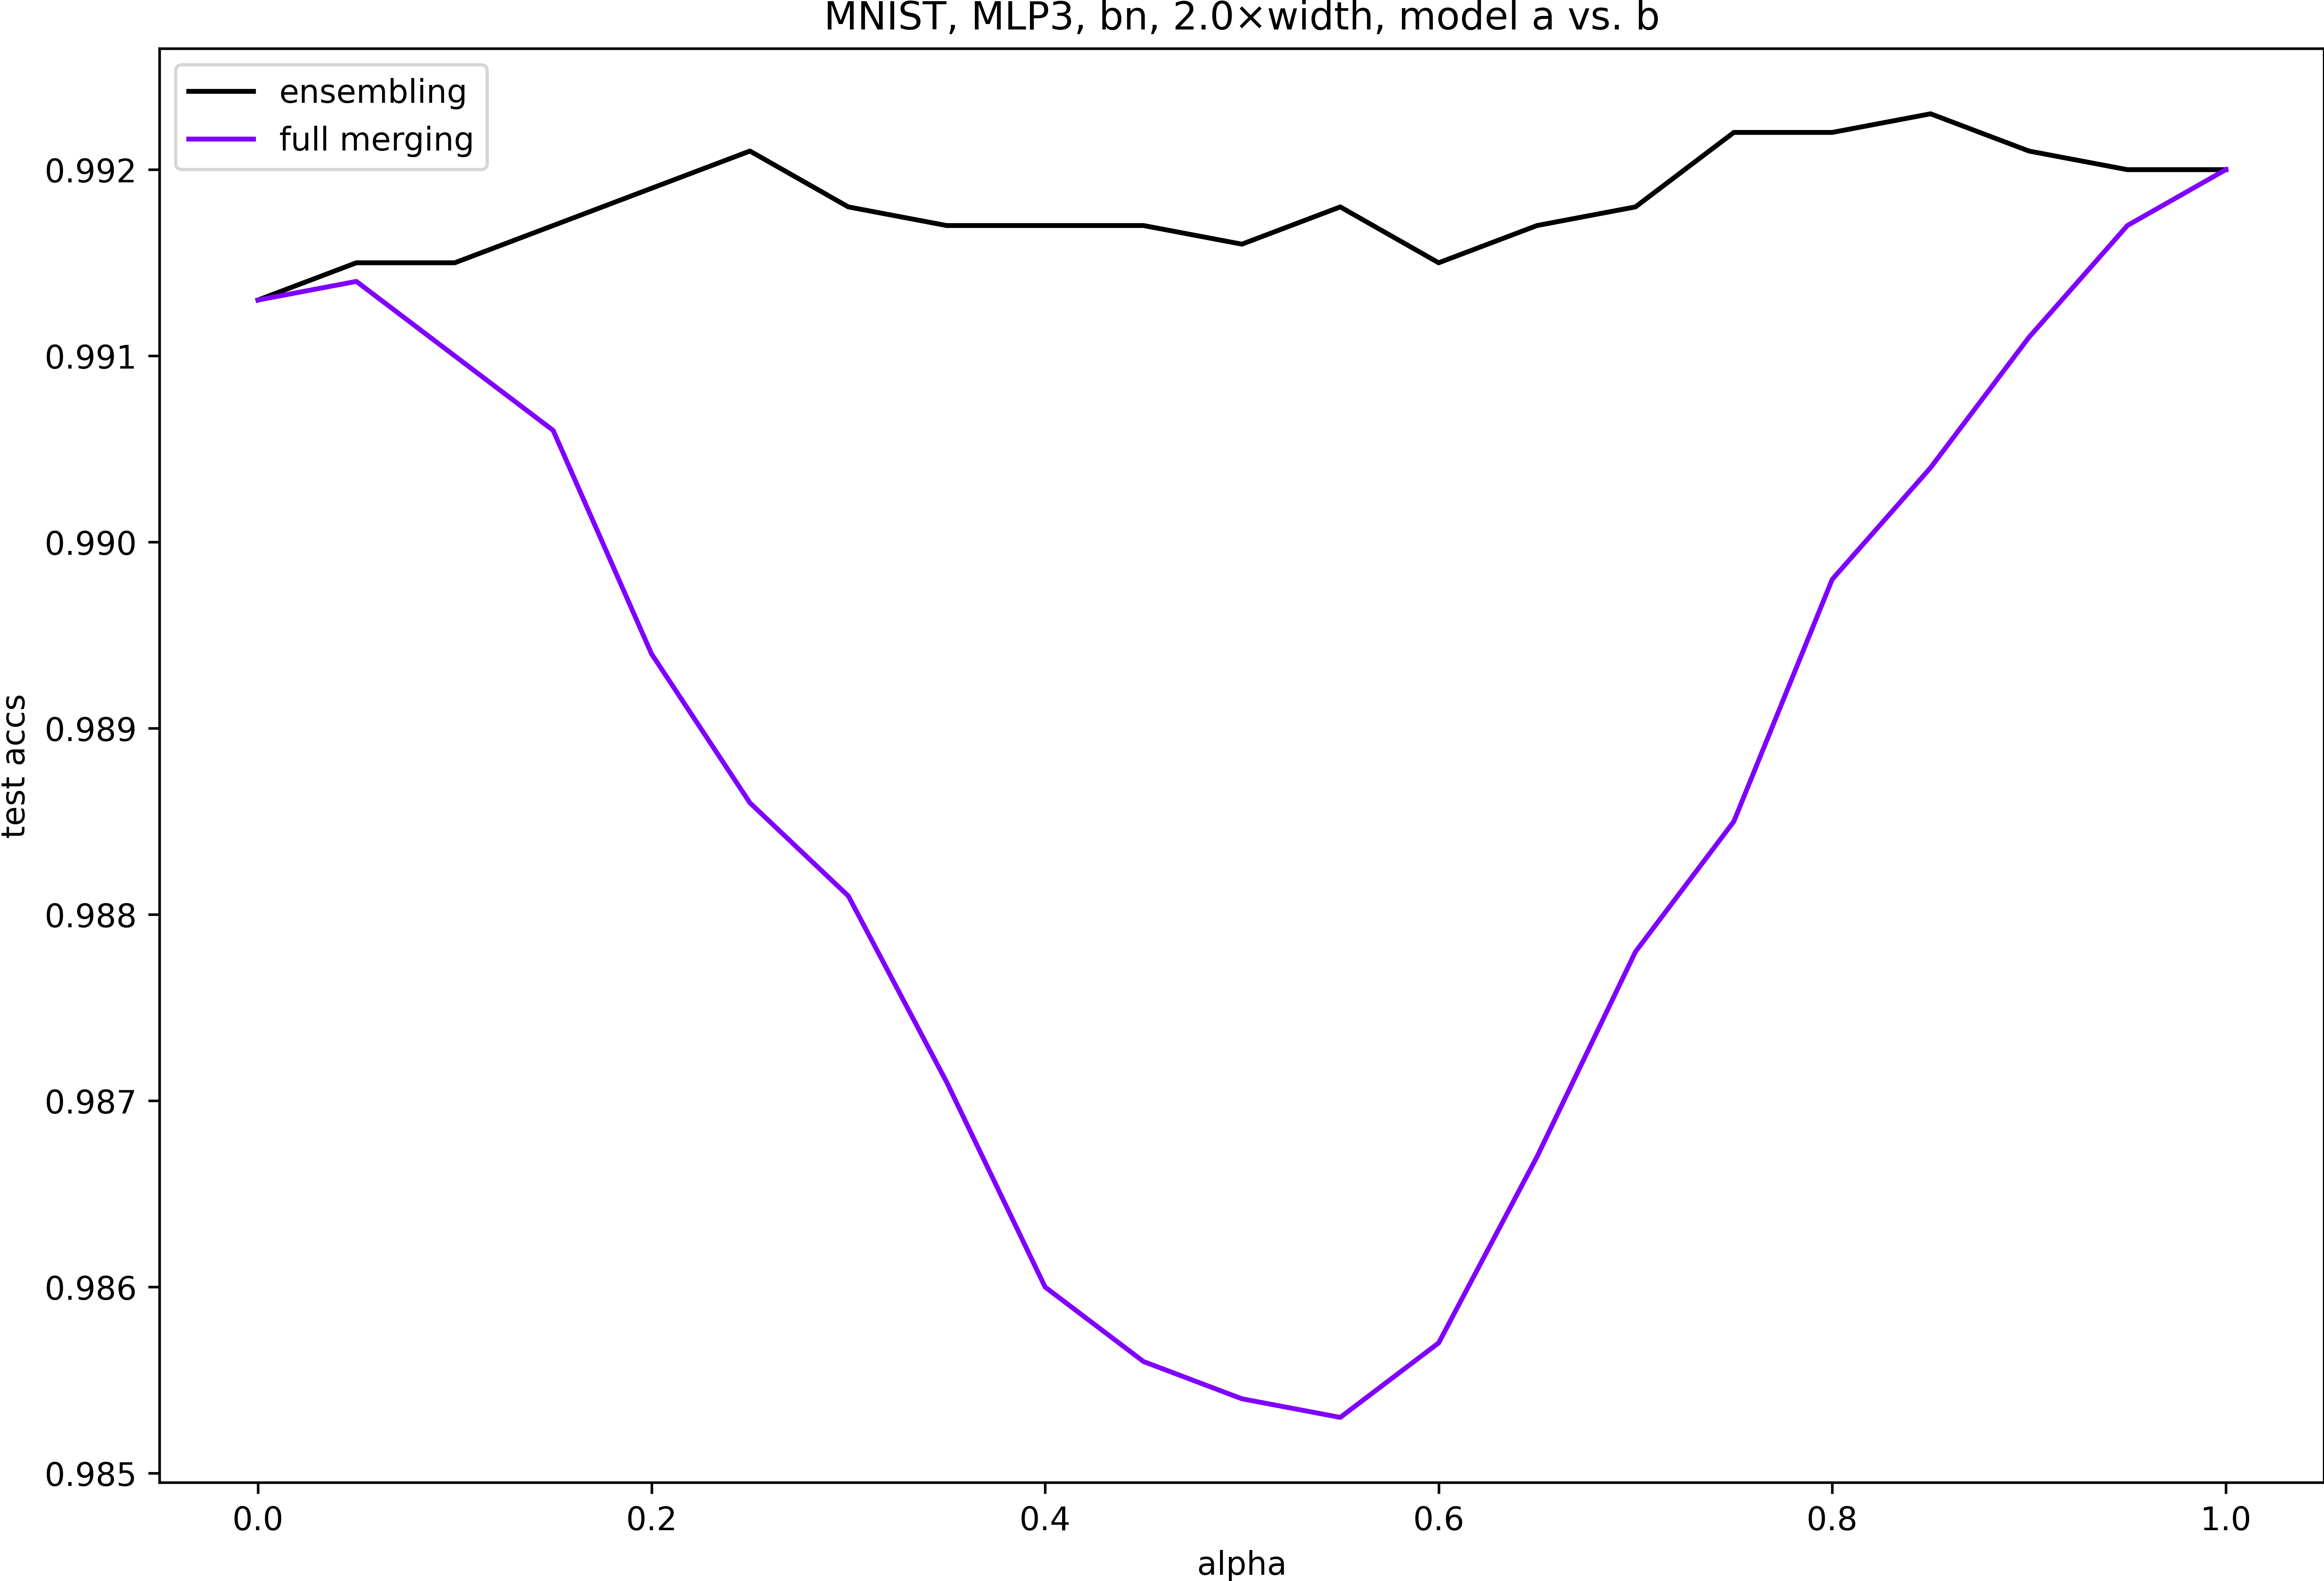 MNIST, MLP3, bn, 2.0×width, model a vs. b
ensembling
full merging
0.992
0.991
0.990
0.989
0.988
0.987
0.986
0.985
test accs
0.0 0.2 0.4 0.6 0.8 1.0
alpha